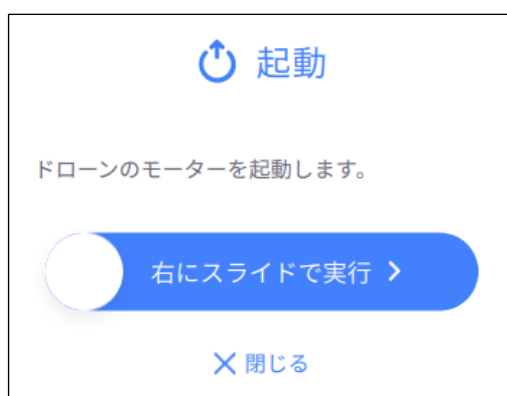 起動
ドローンのモーターを起動します。
右にスライドで実行
閉じる